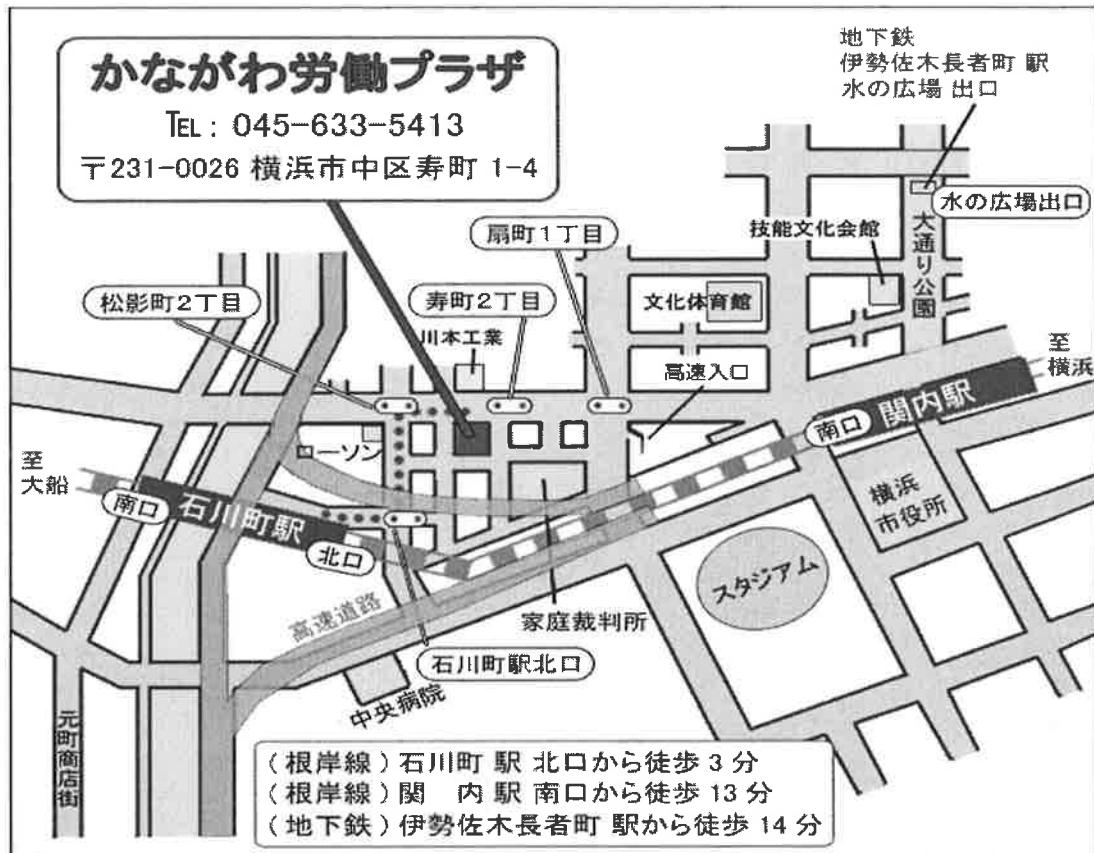 かながわ労働プラザ
TEL : 045-633-5413
〒231-0026 横浜市中区寿町 1-4
地下鉄
伊勢佐木長者町 駅
水の広場 出口
水の広場出口
大通り公園
技能文化会館
扇町1丁目
文化体育館
松影町2丁目
寿町2丁目
川本工業
高速入口
至
横浜
関内駅
南口
ローソン
至
大船
南口
石川町駅
北口
横浜
市役所
スタジアム
高速道路
家庭裁判所
石川町駅北口
中央病院
元町商店街
(根岸線)石川町 駅 北口から徒歩 3 分
(根岸線)関 内 駅 南口から徒歩 13 分
(地下鉄)伊勢佐木長者町 駅から徒歩 14 分